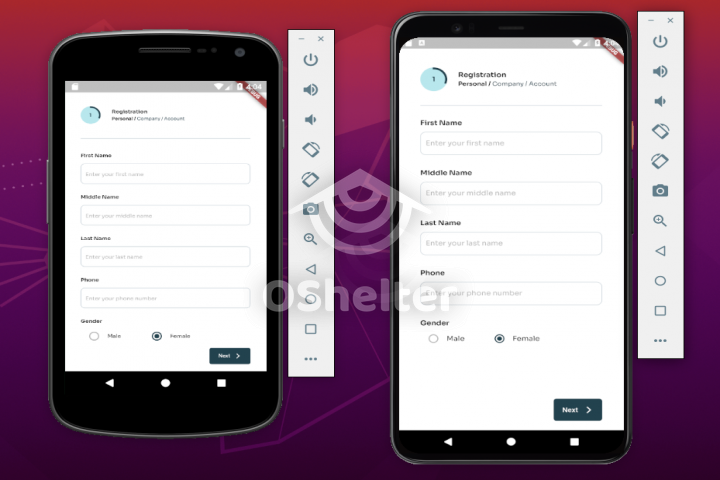 4:04
1
Registration
Personal / Company / Account
First Name
Enter your first name
Middle Name
Enter your middle name
Last Name
Enter your last name
Phone
Enter your phone number
Gender
Male
Female
Next
1
Registration
Personal / Company / Account
First Name
Enter your first name
Middle Name
Enter your middle name
Last Name
Enter your last name
Phone
Enter your phone number
Gender
Male
Female
Next
OShelter